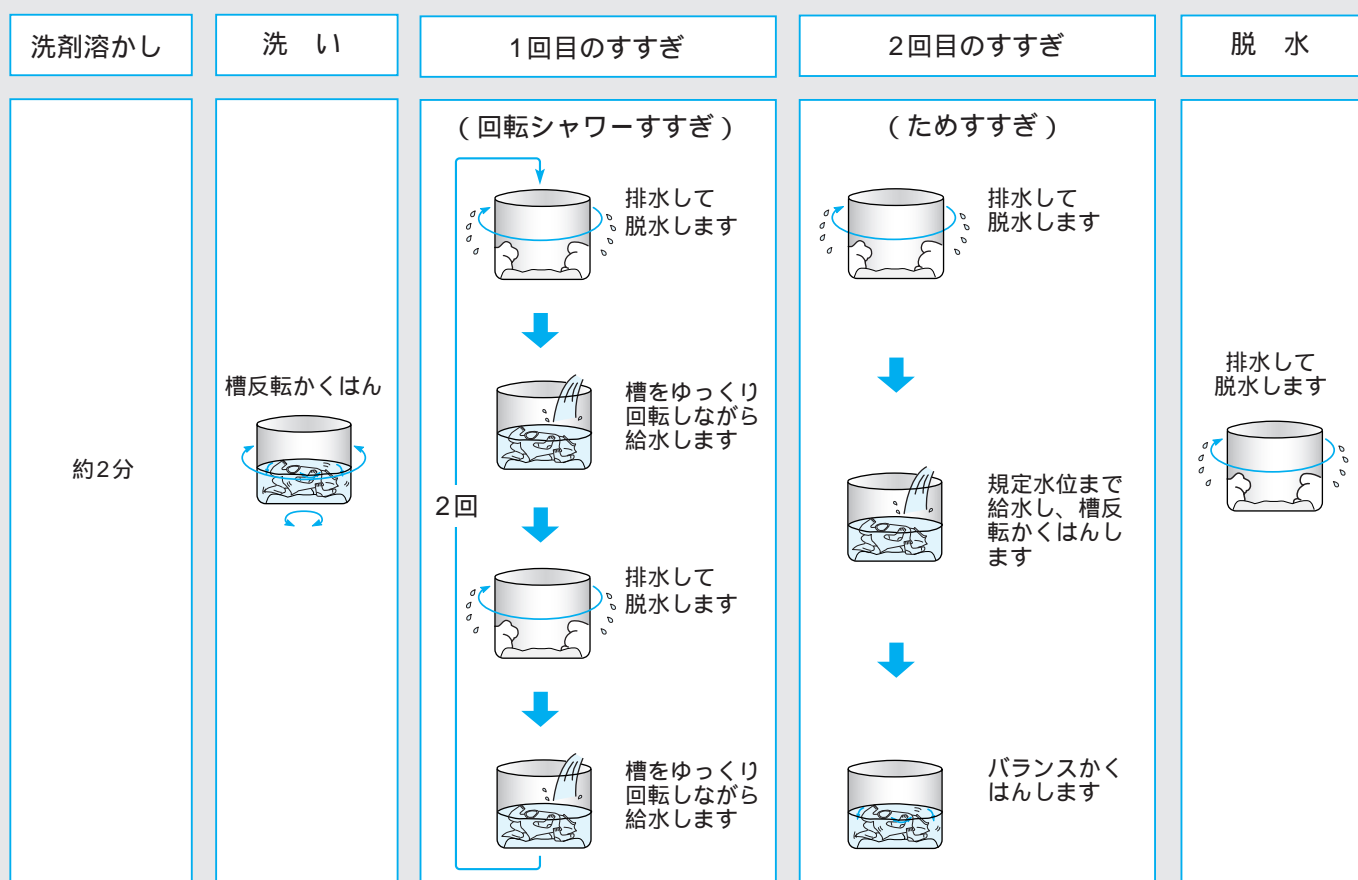 洗剤溶かし
洗 い
1回目のすすぎ
2回目のすすぎ
脱 水
約2分
槽反転かくはん
(回転シャワーすすぎ)
排水して
脱水します
槽をゆっくり
回転しながら
給水します
2回
排水して
脱水します
槽をゆっくり
回転しながら
給水します
(ためすすぎ)
排水して
脱水します
規定水位まで
給水し、槽反
転かくはんし
ます
バランスかく
はんします
排水して
脱水します